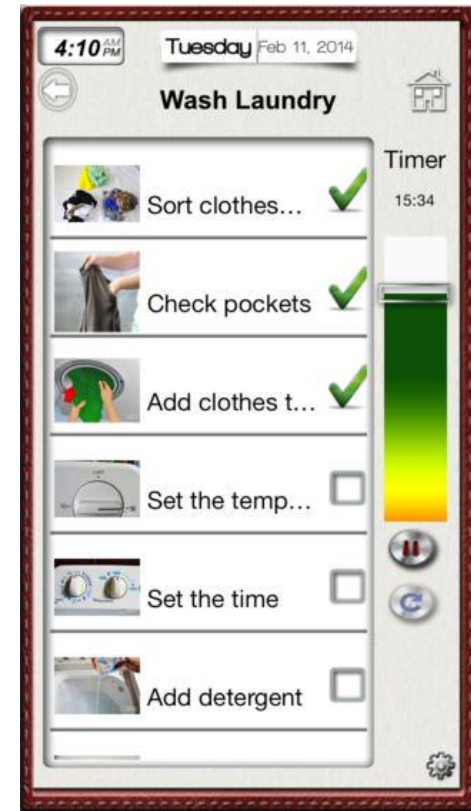 4:10 AM
PM
Tuesday Feb 11, 2014
Wash Laundry
Timer
15:34
Sort clothes...
Check pockets
Add clothes t...
Set the temp...
Set the time
Add detergent